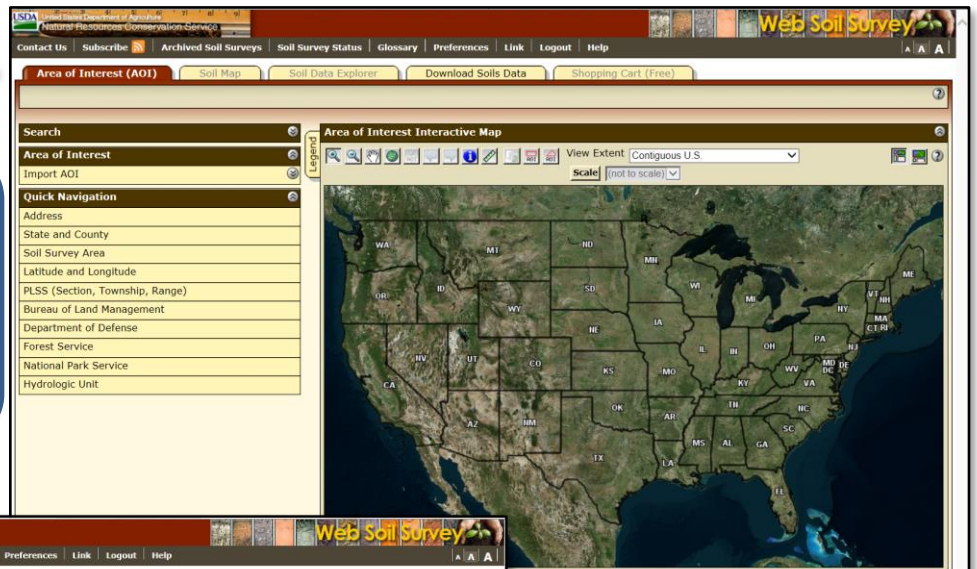 USDA United States Department of Agriculture
Natural Resources Conservation Service
Web Soil Survey
Contact Us | Subscribe | Archived Soil Surveys | Soil Survey Status | Glossary | Preferences | Link | Logout | Help
A A A
Area of Interest (AOI)
Soil Map
Soil Data Explorer
Download Soils Data
Shopping Cart (Free)
Search
Area of Interest
Import AOI
Quick Navigation
Address
State and County
Soil Survey Area
Latitude and Longitude
PLSS (Section, Township, Range)
Bureau of Land Management
Department of Defense
Forest Service
National Park Service
Hydrologic Unit
Legend
Area of Interest Interactive Map
View Extent Contiguous U.S.
Scale (not to scale)
WA
MT
ND
MN
ME
OR
ID
SD
WI
MI
VT
NH
WY
NY
MA
IA
CT RI
NE
PA
NJ
IL
IN
OH
NV
UT
CO
MD
DE
WV
DC
KS
MO
VA
CA
KY
TN
NC
OK
AR
AZ
NM
SC
MS
AL
GA
TX
LA
FL
Web Soil Survey
Preferences | Link | Logout | Help
A A A